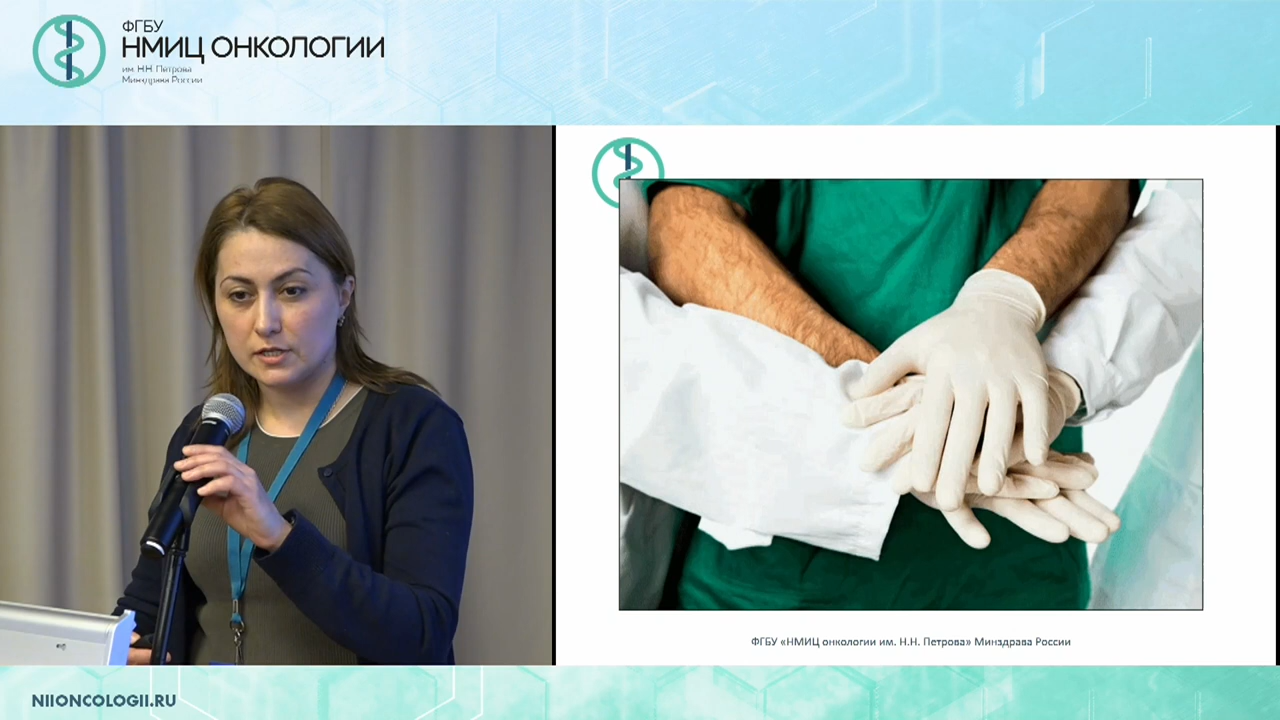 ФГБУ
НМИЦ ОНКОЛОГИИ
им. Н.Н. Петрова
Минздрава России
ФГБУ «НМИЦ онкологии им. Н.Н. Петрова» Минздрава России
NIIONCOLOGII.RU